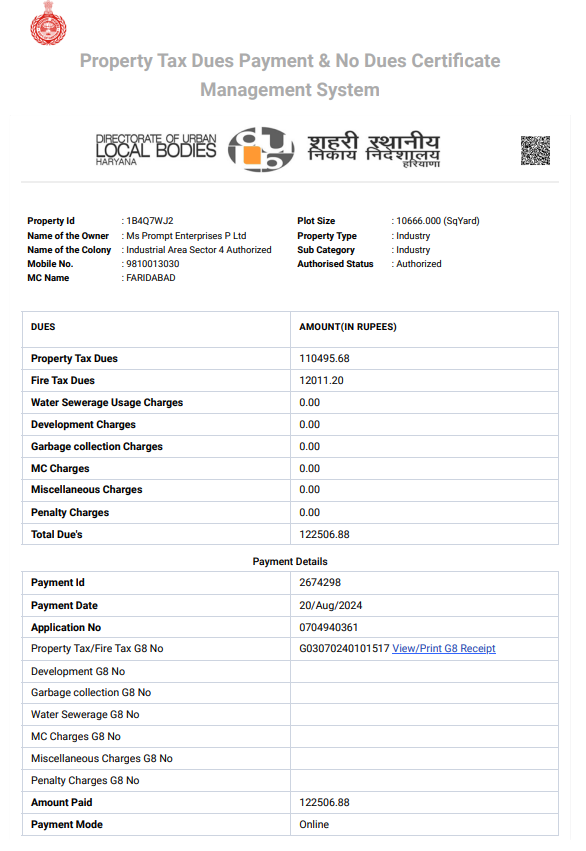 Property Tax Dues Payment & No Dues Certificate
Management System
DIRECTORATE OF URBAN
LOCAL BODIES
HARYANA
शहरी स्थानीय
निकाय निदेशालय
हरियाणा
Property Id : 1B4Q7WJ2
Name of the Owner : Ms Prompt Enterprises P Ltd
Name of the Colony : Industrial Area Sector 4 Authorized
Mobile No. : 9810013030
MC Name : FARIDABAD
Plot Size : 10666.000 (SqYard)
Property Type : Industry
Sub Category : Industry
Authorised Status : Authorized
DUES AMOUNT(IN RUPEES)
Property Tax Dues 110495.68
Fire Tax Dues 12011.20
Water Sewerage Usage Charges 0.00
Development Charges 0.00
Garbage collection Charges 0.00
MC Charges 0.00
Miscellaneous Charges 0.00
Penalty Charges 0.00
Total Due's 122506.88
Payment Details
Payment Id 2674298
Payment Date 20/Aug/2024
Application No 0704940361
Property Tax/Fire Tax G8 No G03070240101517 View/Print G8 Receipt
Development G8 No
Garbage collection G8 No
Water Sewerage G8 No
MC Charges G8 No
Miscellaneous Charges G8 No
Penalty Charges G8 No
Amount Paid 122506.88
Payment Mode Online